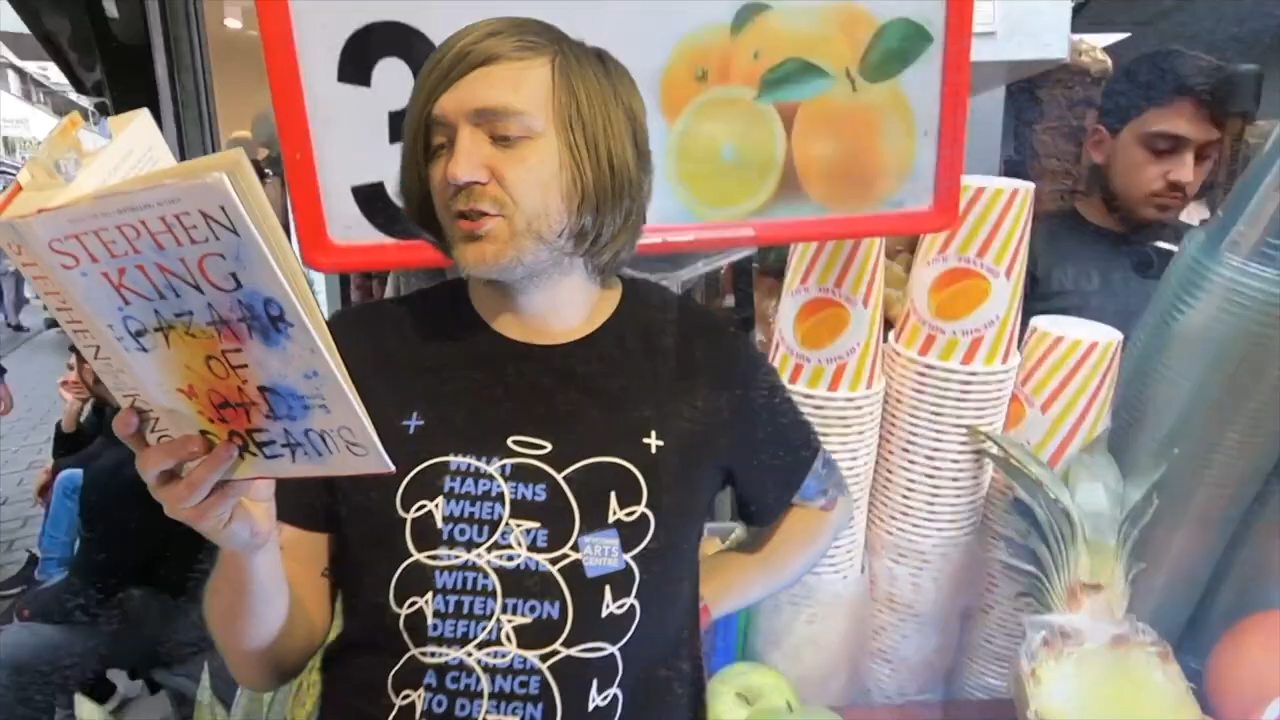 3
STEPHEN
KING
BAZAAR
OF
BAD
DREAMS
STEPHEN KING
WHAT
HAPPENS
WHEN
YOU GIVE
SOMEONE
WITH
ATTENTION
DEFICIT
DISORDER
A CHANCE
TO DESIGN
ARTS
CENTRE